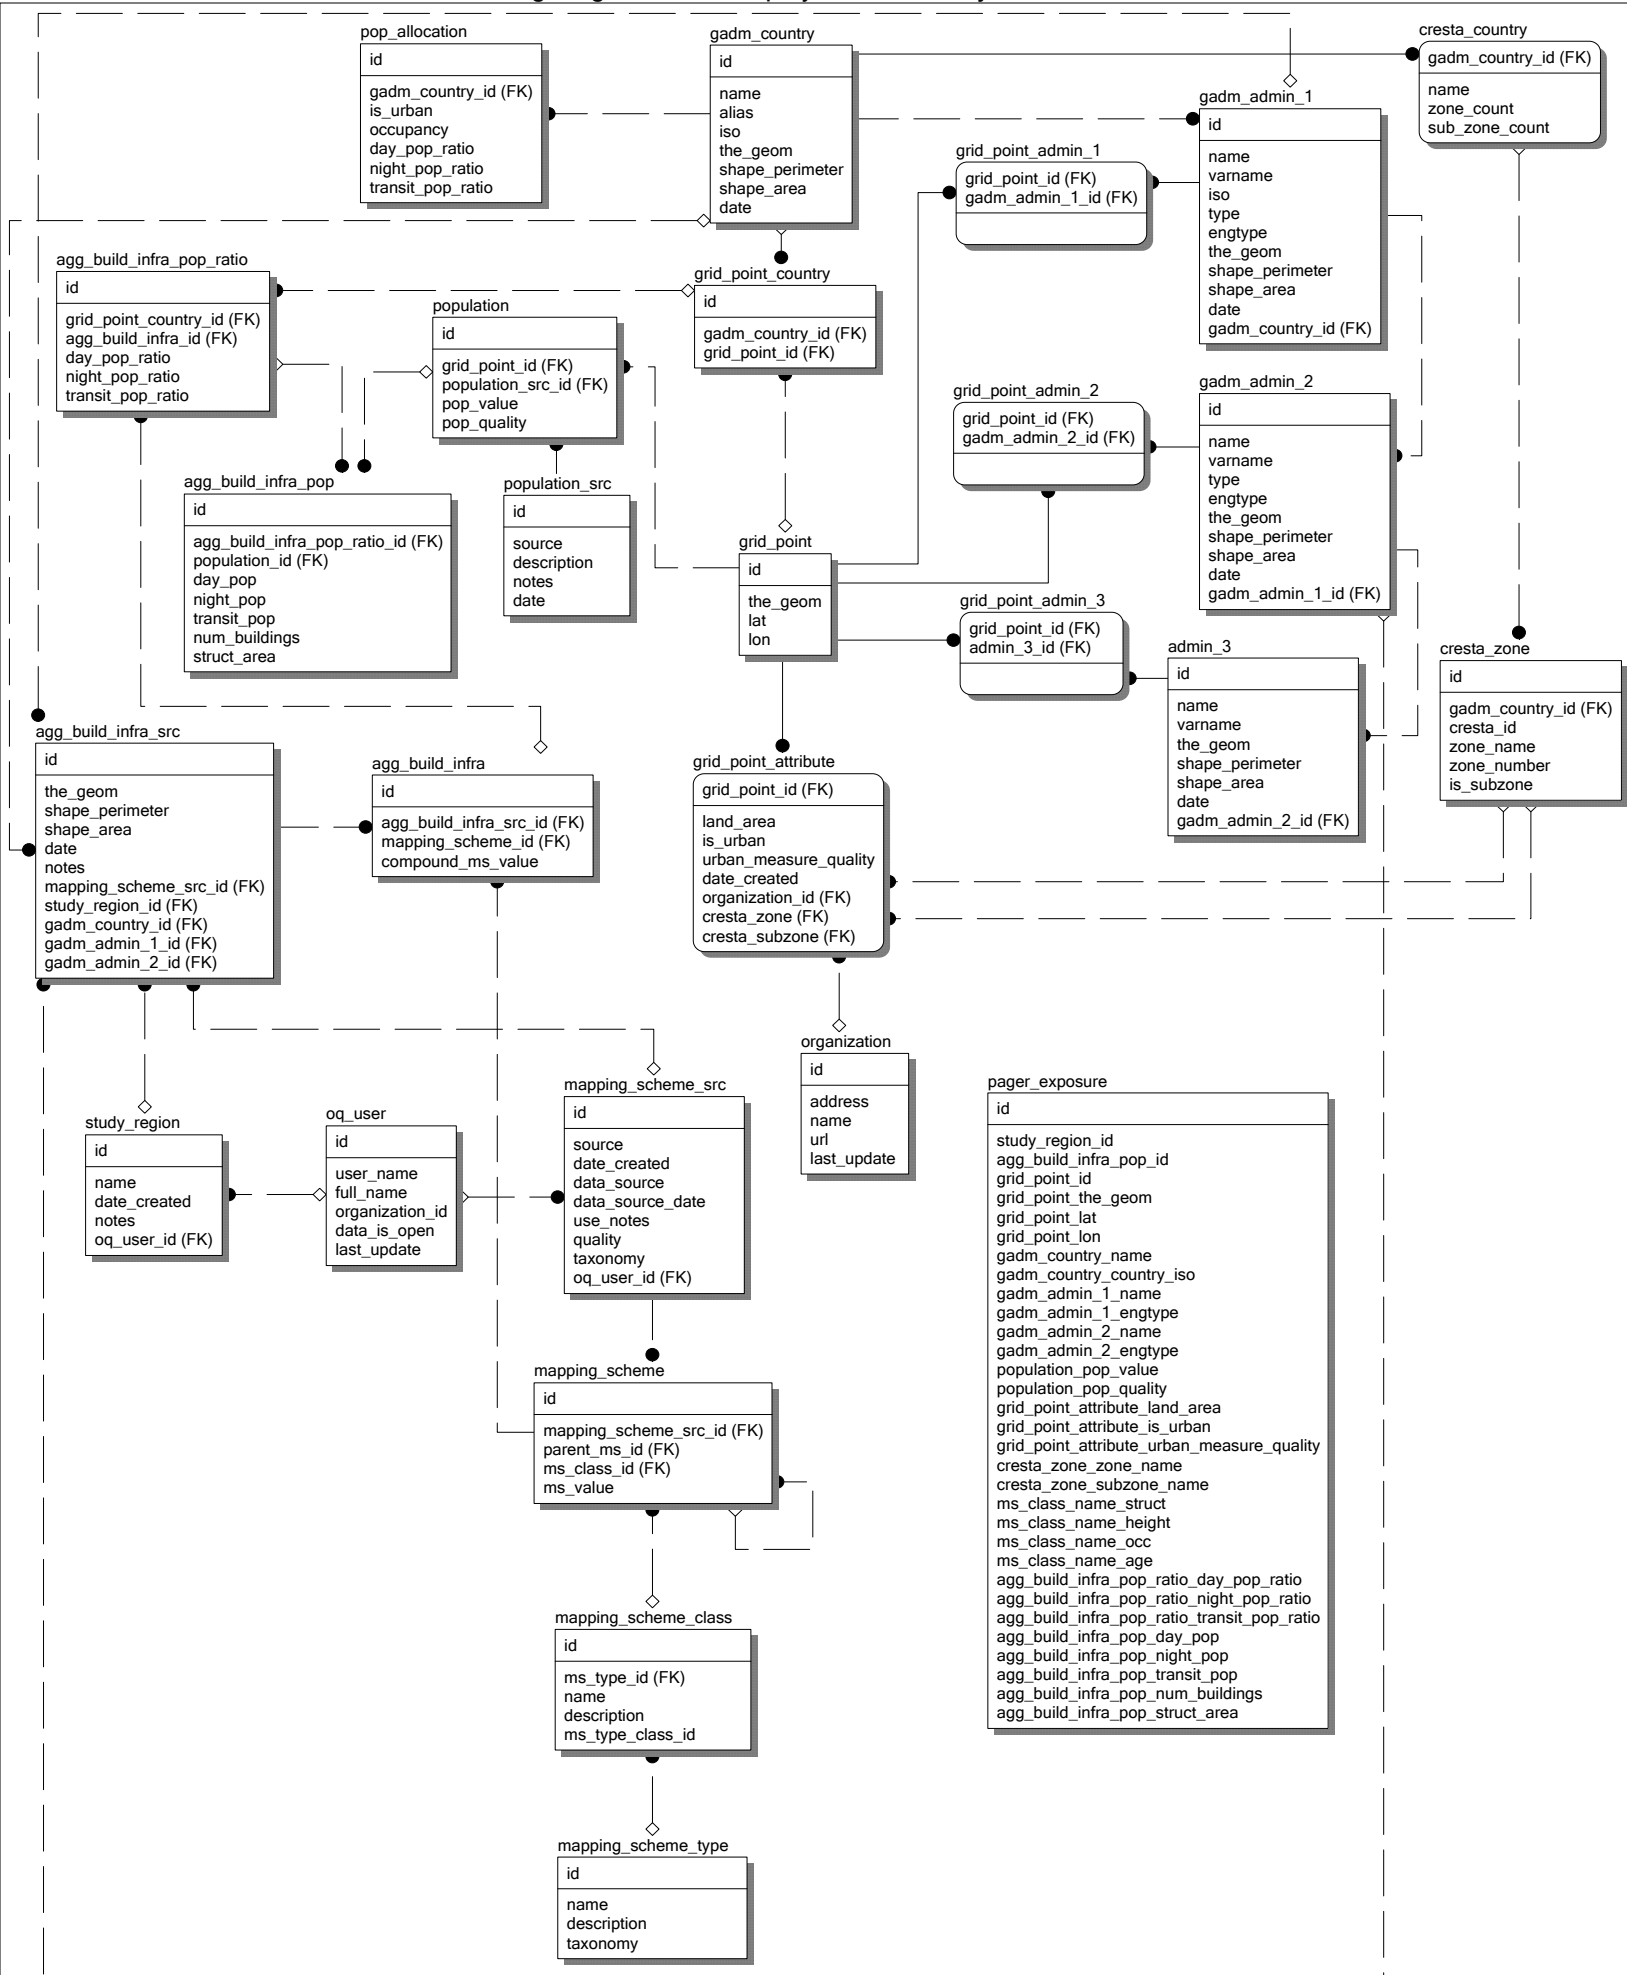 pop_allocation
id
gadm_country_id (FK)
is_urban
occupancy
day_pop_ratio
night_pop_ratio
transit_pop_ratio
gadm_country
id
name
alias
iso
the_geom
shape_perimeter
shape_area
date
cresta_country
gadm_country_id (FK)
name
zone_count
sub_zone_count
gadm_admin_1
id
name
varname
iso
type
engtype
the_geom
shape_perimeter
shape_area
date
gadm_country_id (FK)
grid_point_admin_1
grid_point_id (FK)
gadm_admin_1_id (FK)
agg_build_infra_pop_ratio
id
grid_point_country_id (FK)
agg_build_infra_id (FK)
day_pop_ratio
night_pop_ratio
transit_pop_ratio
population
id
grid_point_id (FK)
population_src_id (FK)
pop_value
pop_quality
grid_point_country
id
gadm_country_id (FK)
grid_point_id (FK)
grid_point_admin_2
grid_point_id (FK)
gadm_admin_2_id (FK)
gadm_admin_2
id
name
varname
type
engtype
the_geom
shape_perimeter
shape_area
date
gadm_admin_1_id (FK)
agg_build_infra_pop
id
agg_build_infra_pop_ratio_id (FK)
population_id (FK)
day_pop
night_pop
transit_pop
num_buildings
struct_area
population_src
id
source
description
notes
date
grid_point
id
the_geom
lat
lon
grid_point_admin_3
grid_point_id (FK)
admin_3_id (FK)
admin_3
id
name
varname
the_geom
shape_perimeter
shape_area
date
gadm_admin_2_id (FK)
cresta_zone
id
gadm_country_id (FK)
cresta_id
zone_name
zone_number
is_subzone
agg_build_infra_src
id
the_geom
shape_perimeter
shape_area
date
notes
mapping_scheme_src_id (FK)
study_region_id (FK)
gadm_country_id (FK)
gadm_admin_1_id (FK)
gadm_admin_2_id (FK)
agg_build_infra
id
agg_build_infra_src_id (FK)
mapping_scheme_id (FK)
compound_ms_value
grid_point_attribute
grid_point_id (FK)
land_area
is_urban
urban_measure_quality
date_created
organization_id (FK)
cresta_zone (FK)
cresta_subzone (FK)
organization
id
address
name
url
last_update
study_region
id
name
date_created
notes
oq_user_id (FK)
oq_user
id
user_name
full_name
organization_id
data_is_open
last_update
mapping_scheme_src
id
source
date_created
data_source
data_source_date
use_notes
quality
taxonomy
oq_user_id (FK)
pager_exposure
id
study_region_id
agg_build_infra_pop_id
grid_point_id
grid_point_the_geom
grid_point_lat
grid_point_lon
gadm_country_name
gadm_country_country_iso
gadm_admin_1_name
gadm_admin_1_engtype
gadm_admin_2_name
gadm_admin_2_engtype
population_pop_value
population_pop_quality
grid_point_attribute_land_area
grid_point_attribute_is_urban
grid_point_attribute_urban_measure_quality
cresta_zone_zone_name
cresta_zone_subzone_name
ms_class_name_struct
ms_class_name_height
ms_class_name_occ
ms_class_name_age
agg_build_infra_pop_ratio_day_pop_ratio
agg_build_infra_pop_ratio_night_pop_ratio
agg_build_infra_pop_ratio_transit_pop_ratio
agg_build_infra_pop_day_pop
agg_build_infra_pop_night_pop
agg_build_infra_pop_transit_pop
agg_build_infra_pop_num_buildings
agg_build_infra_pop_struct_area
mapping_scheme
id
mapping_scheme_src_id (FK)
parent_ms_id (FK)
ms_class_id (FK)
ms_value
mapping_scheme_class
id
ms_type_id (FK)
name
description
ms_type_class_id
mapping_scheme_type
id
name
description
taxonomy